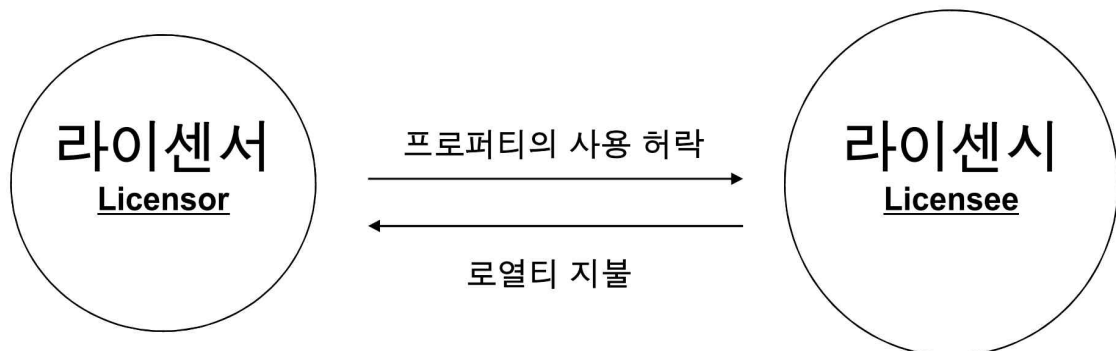 라이센서
Licensor
프로퍼티의 사용 허락
로열티 지불
라이센시
Licensee